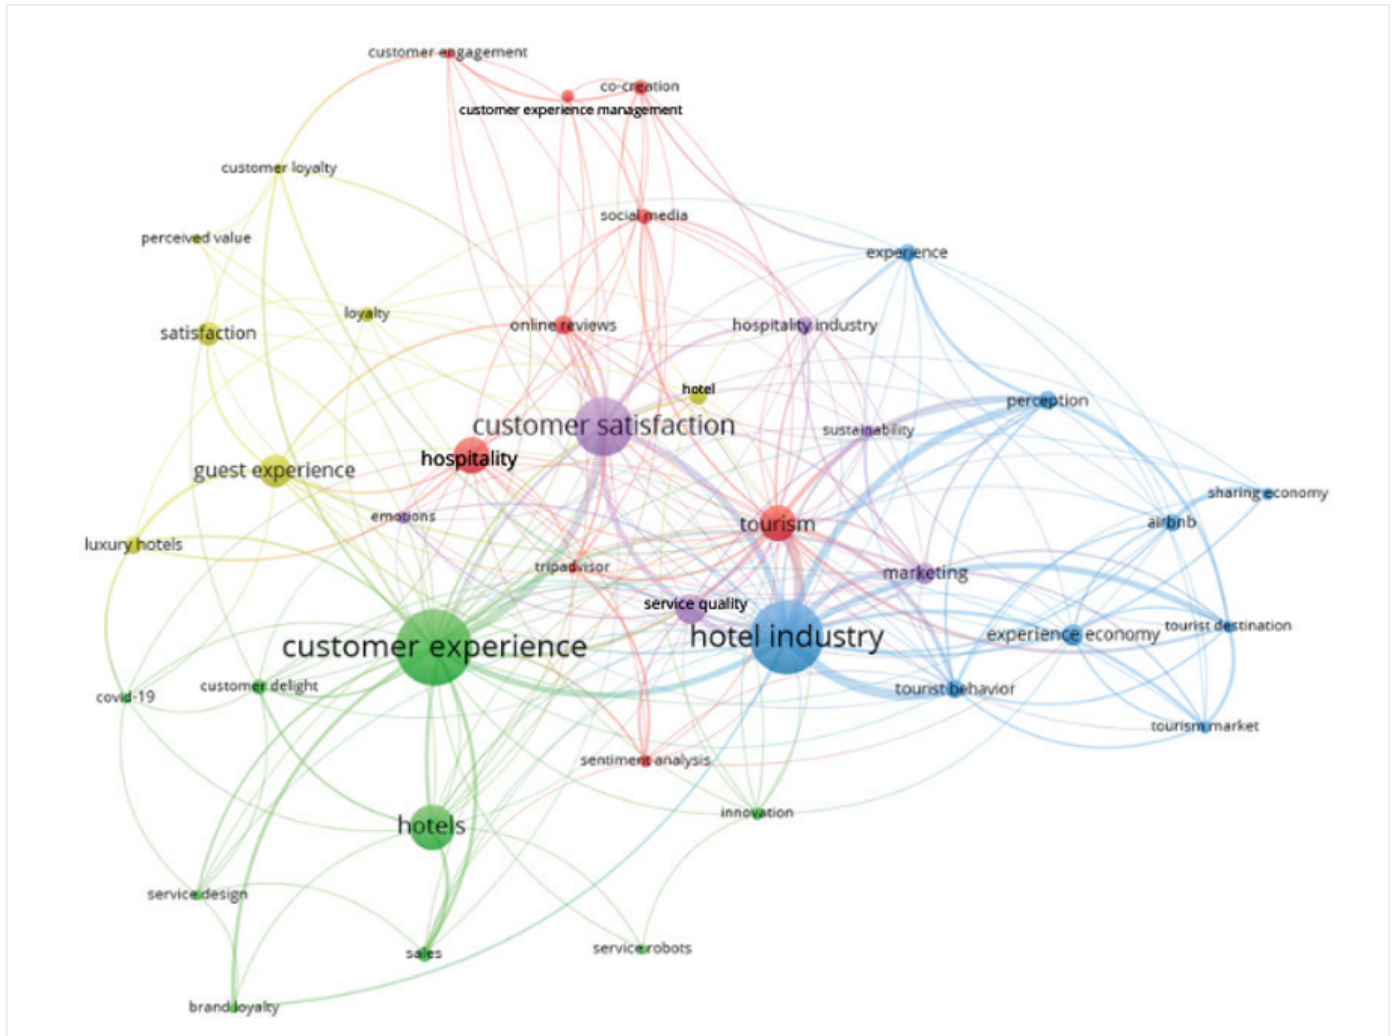 customer engagement
co-creation
customer experience management
customer loyalty
social media
perceived value
experience
loyalty
online reviews
hospitality industry
satisfaction
hotel
perception
customer satisfaction
sustainability
hospitality
guest experience
sharing economy
emotions
tourism
airbnb
luxury hotels
tripadvisor
marketing
service quality
tourist destination
hotel industry
experience economy
customer experience
customer delight
tourist behavior
covid-19
tourism market
sentiment analysis
innovation
hotels
service design
service robots
sales
brand loyalty